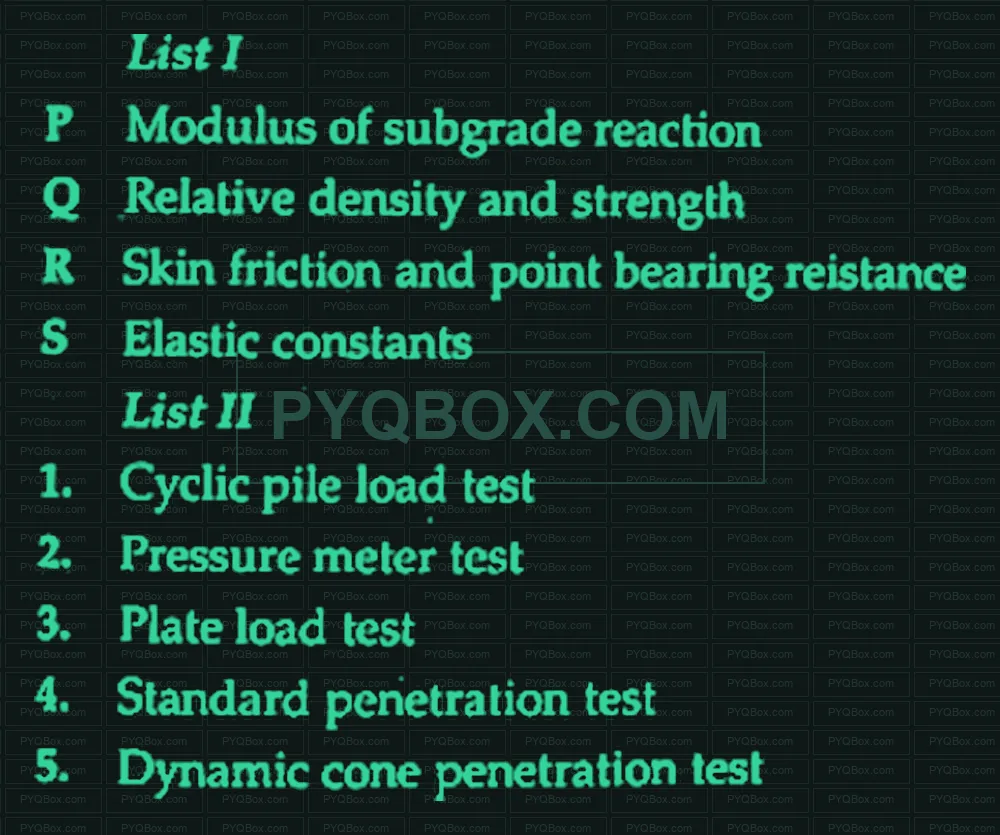 List I
P Modulus of subgrade reaction
Q Relative density and strength
R Skin friction and point bearing reistance
S Elastic constants
List II
PYQBOX.COM
1. Cyclic pile load test
2. Pressure meter test
3. Plate load test
4. Standard penetration test
5. Dynamic cone penetration test